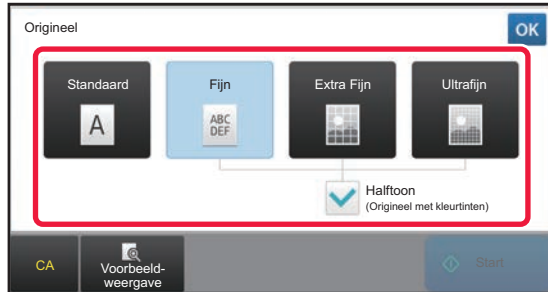 Origineel
OK
Standaard
Fijn
Extra Fijn
Ultrafijn
A
ABC
DEF
Halftoon
(Origineel met kleurtinten)
CA
Voorbeeld-
weergave
Start